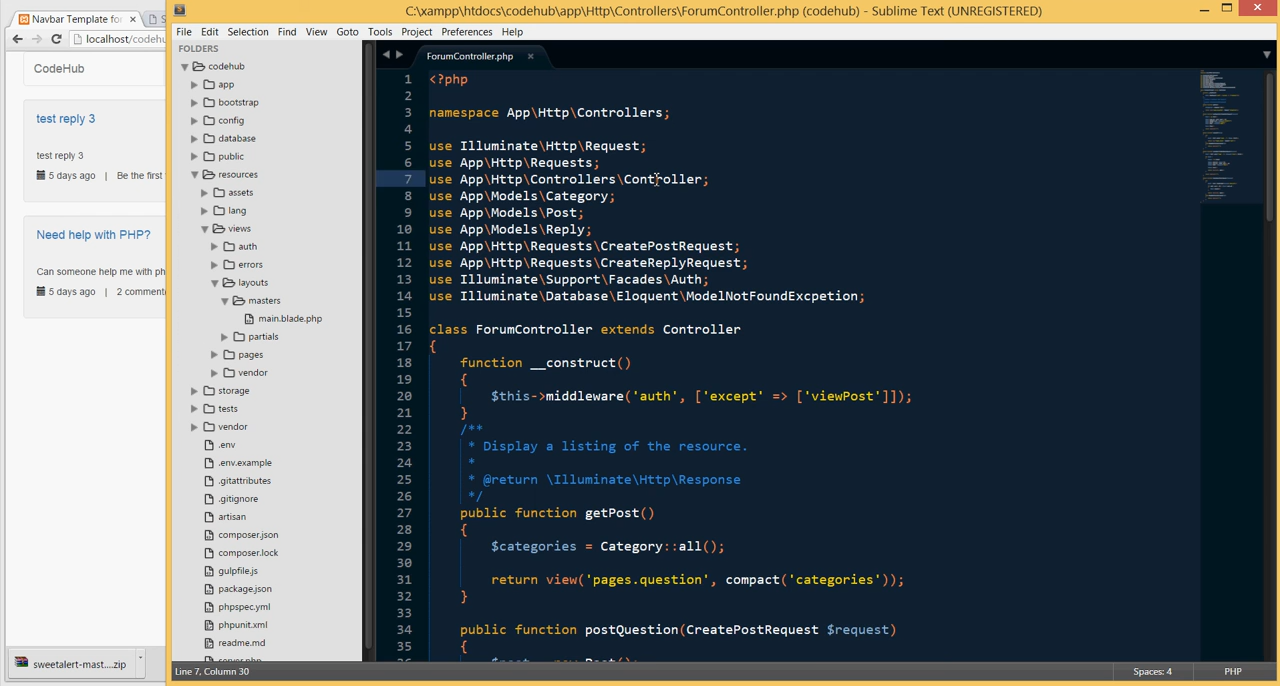 Navbar Template for
S
localhost/codehu
CodeHub
test reply 3
test reply 3
5 days ago | Be the first
Need help with PHP?
Can someone help me with ph
5 days ago | 2 comment
sweetalert-mast....zip
C:\xampp\htdocs\codehub\app\Http\Controllers\ForumController.php (codehub) - Sublime Text (UNREGISTERED)
File Edit Selection Find View Goto Tools Project Preferences Help
FOLDERS
codehub
app
bootstrap
config
database
public
resources
assets
lang
views
auth
errors
layouts
masters
main.blade.php
partials
pages
vendor
storage
tests
vendor
.env
.env.example
.gitattributes
.gitignore
artisan
composer.json
composer.lock
gulpfile.js
package.json
phpspec.yml
phpunit.xml
readme.md
server.php
ForumController.php
1 <?php
2
3 namespace App\Http\Controllers;
4
5 use Illuminate\Http\Request;
6 use App\Http\Requests;
7 use App\Http\Controllers\Controller;
8 use App\Models\Category;
9 use App\Models\Post;
10 use App\Models\Reply;
11 use App\Http\Requests\CreatePostRequest;
12 use App\Http\Requests\CreateReplyRequest;
13 use Illuminate\Support\Facades\Auth;
14 use Illuminate\Database\Eloquent\ModelNotFoundExcpetion;
15
16 class ForumController extends Controller
17 {
18 function __construct()
19 {
20 $this->middleware('auth', ['except' => ['viewPost']]);
21 }
22 /**
23 * Display a listing of the resource.
24 *
25 * @return \Illuminate\Http\Response
26 */
27 public function getPost()
28 {
29 $categories = Category::all();
30
31 return view('pages.question', compact('categories'));
32 }
33
34 public function postQuestion(CreatePostRequest $request)
35 {
36 $post = new Post();
Line 7, Column 30
Spaces: 4
PHP